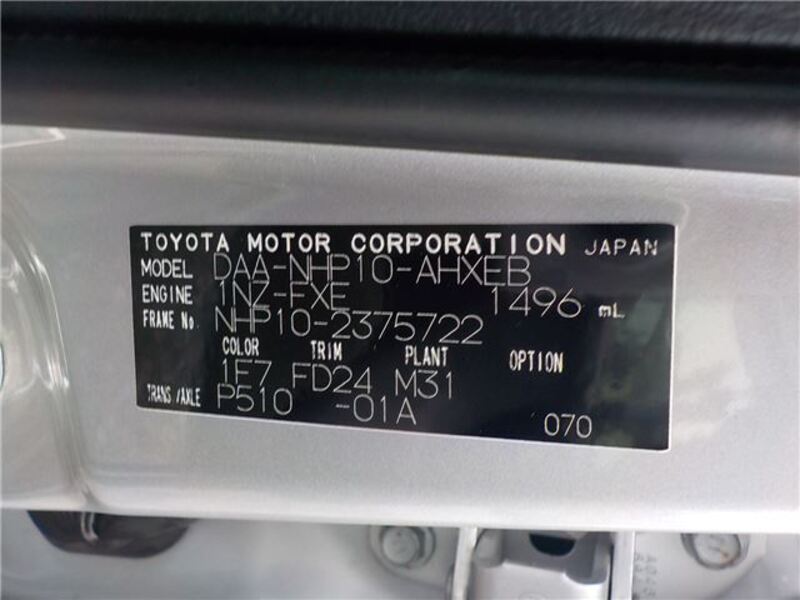 TOYOTA MOTOR CORPORATION JAPAN
MODEL DAA-NHP10-AHXEB
ENGINE 1NZ-FXE 1496 mL
FRAME No. NHP10-2375722
COLOR TRIM PLANT OPTION
1F7 FD24 M31
TRANS/AXLE P510 -01A
070